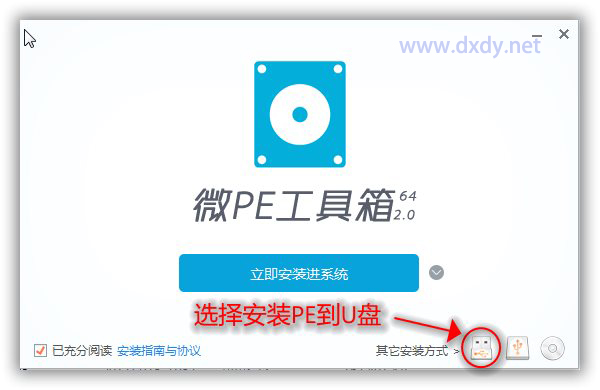 www.dxdy.net
微PE工具箱 64 2.0
立即安装进系统
选择安装PE到U盘
已充分阅读 安装指南与协议 其它安装方式 >